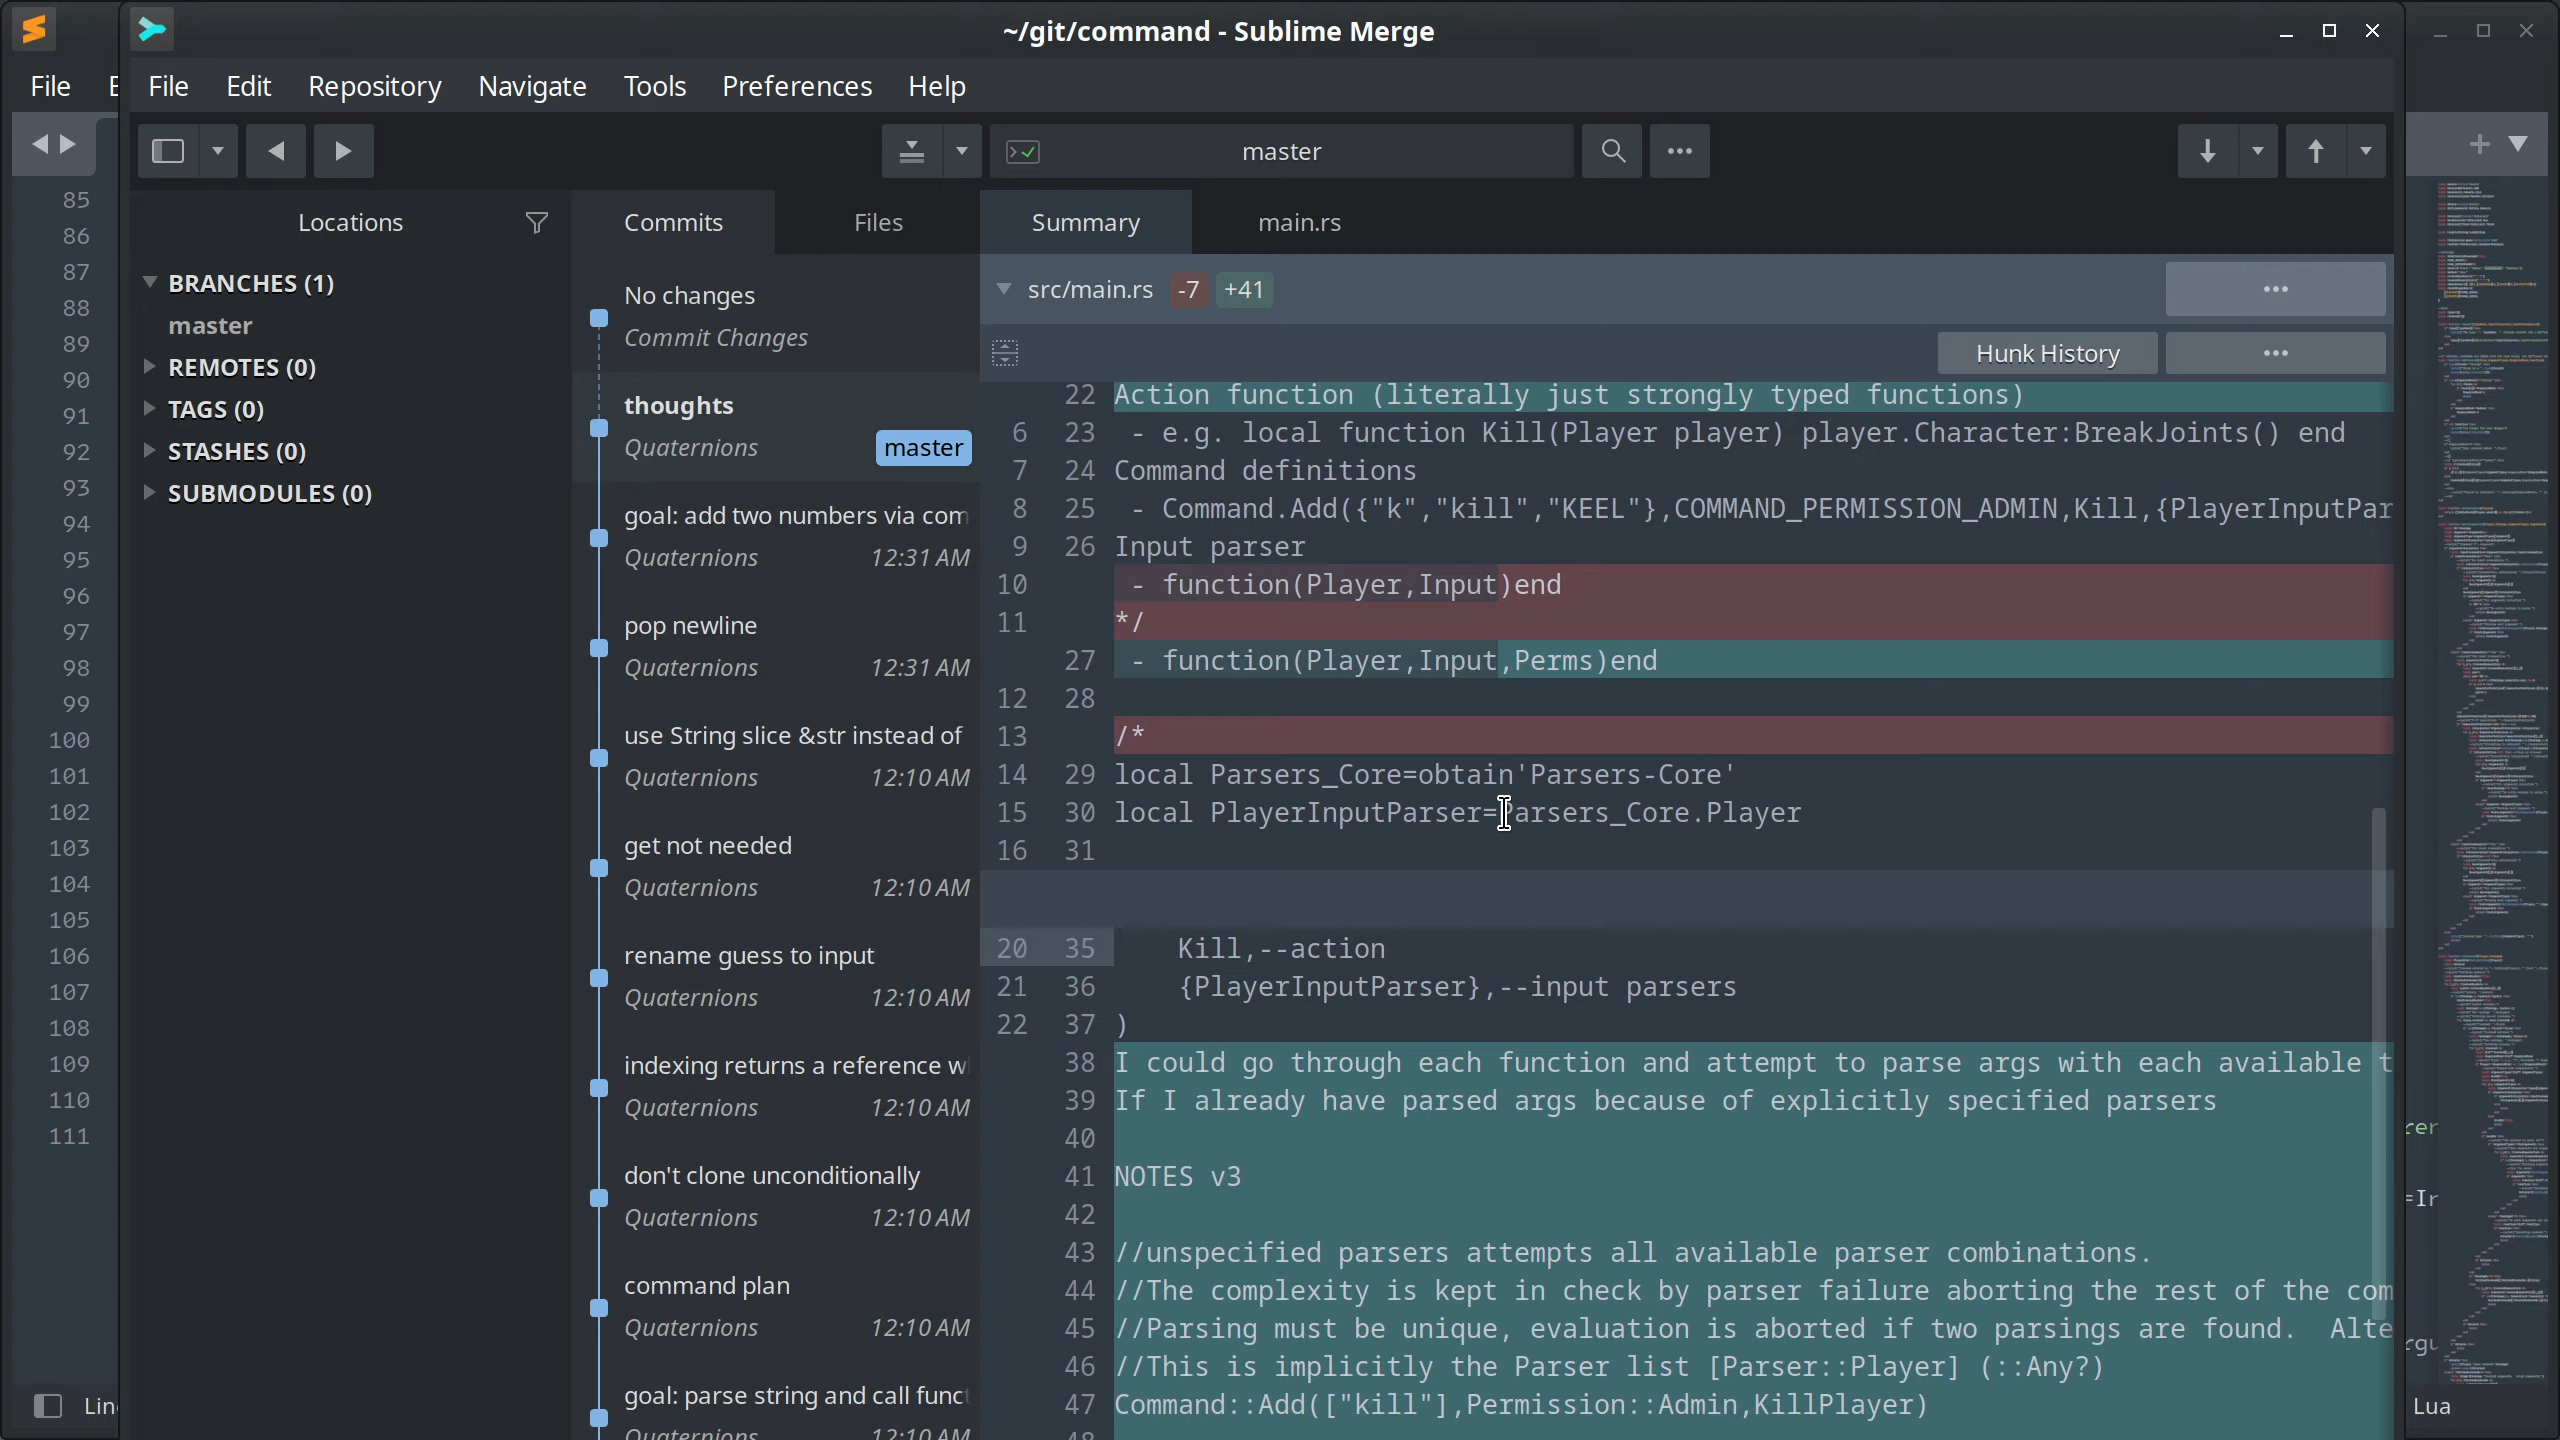 ~/git/command - Sublime Merge
File
File Edit Repository Navigate Tools Preferences Help
master
Locations
BRANCHES (1)
master
REMOTES (0)
TAGS (0)
STASHES (0)
SUBMODULES (0)
Commits Files
No changes
Commit Changes
thoughts
Quaternions master
goal: add two numbers via com
Quaternions 12:31 AM
pop newline
Quaternions 12:31 AM
use String slice &str instead of
Quaternions 12:10 AM
get not needed
Quaternions 12:10 AM
rename guess to input
Quaternions 12:10 AM
indexing returns a reference w
Quaternions 12:10 AM
don't clone unconditionally
Quaternions 12:10 AM
command plan
Quaternions 12:10 AM
goal: parse string and call func
Quaternions 12:10 AM
Summary main.rs
src/main.rs -7 +41
Hunk History
22 Action function (literally just strongly typed functions)
6 23 - e.g. local function Kill(Player player) player.Character:BreakJoints() end
7 24 Command definitions
8 25 - Command.Add({"k","kill","KEEL"},COMMAND_PERMISSION_ADMIN,Kill,{PlayerInputPar
9 26 Input parser
10 - function(Player,Input)end
11 */
27 - function(Player,Input,Perms)end
12 28
13 /*
14 29 local Parsers_Core=obtain'Parsers-Core'
15 30 local PlayerInputParser=Parsers_Core.Player
16 31
20 35 Kill,--action
21 36 {PlayerInputParser},--input parsers
22 37 )
38 I could go through each function and attempt to parse args with each available t
39 If I already have parsed args because of explicitly specified parsers
40
41 NOTES v3
42
43 //unspecified parsers attempts all available parser combinations.
44 //The complexity is kept in check by parser failure aborting the rest of the com
45 //Parsing must be unique, evaluation is aborted if two parsings are found. Alte
46 //This is implicitly the Parser list [Parser::Player] (::Any?)
47 Command::Add(["kill"],Permission::Admin,KillPlayer)
85
86
87
88
89
90
91
92
93
94
95
96
97
98
99
100
101
102
103
104
105
106
107
108
109
110
111
Lin
Lua